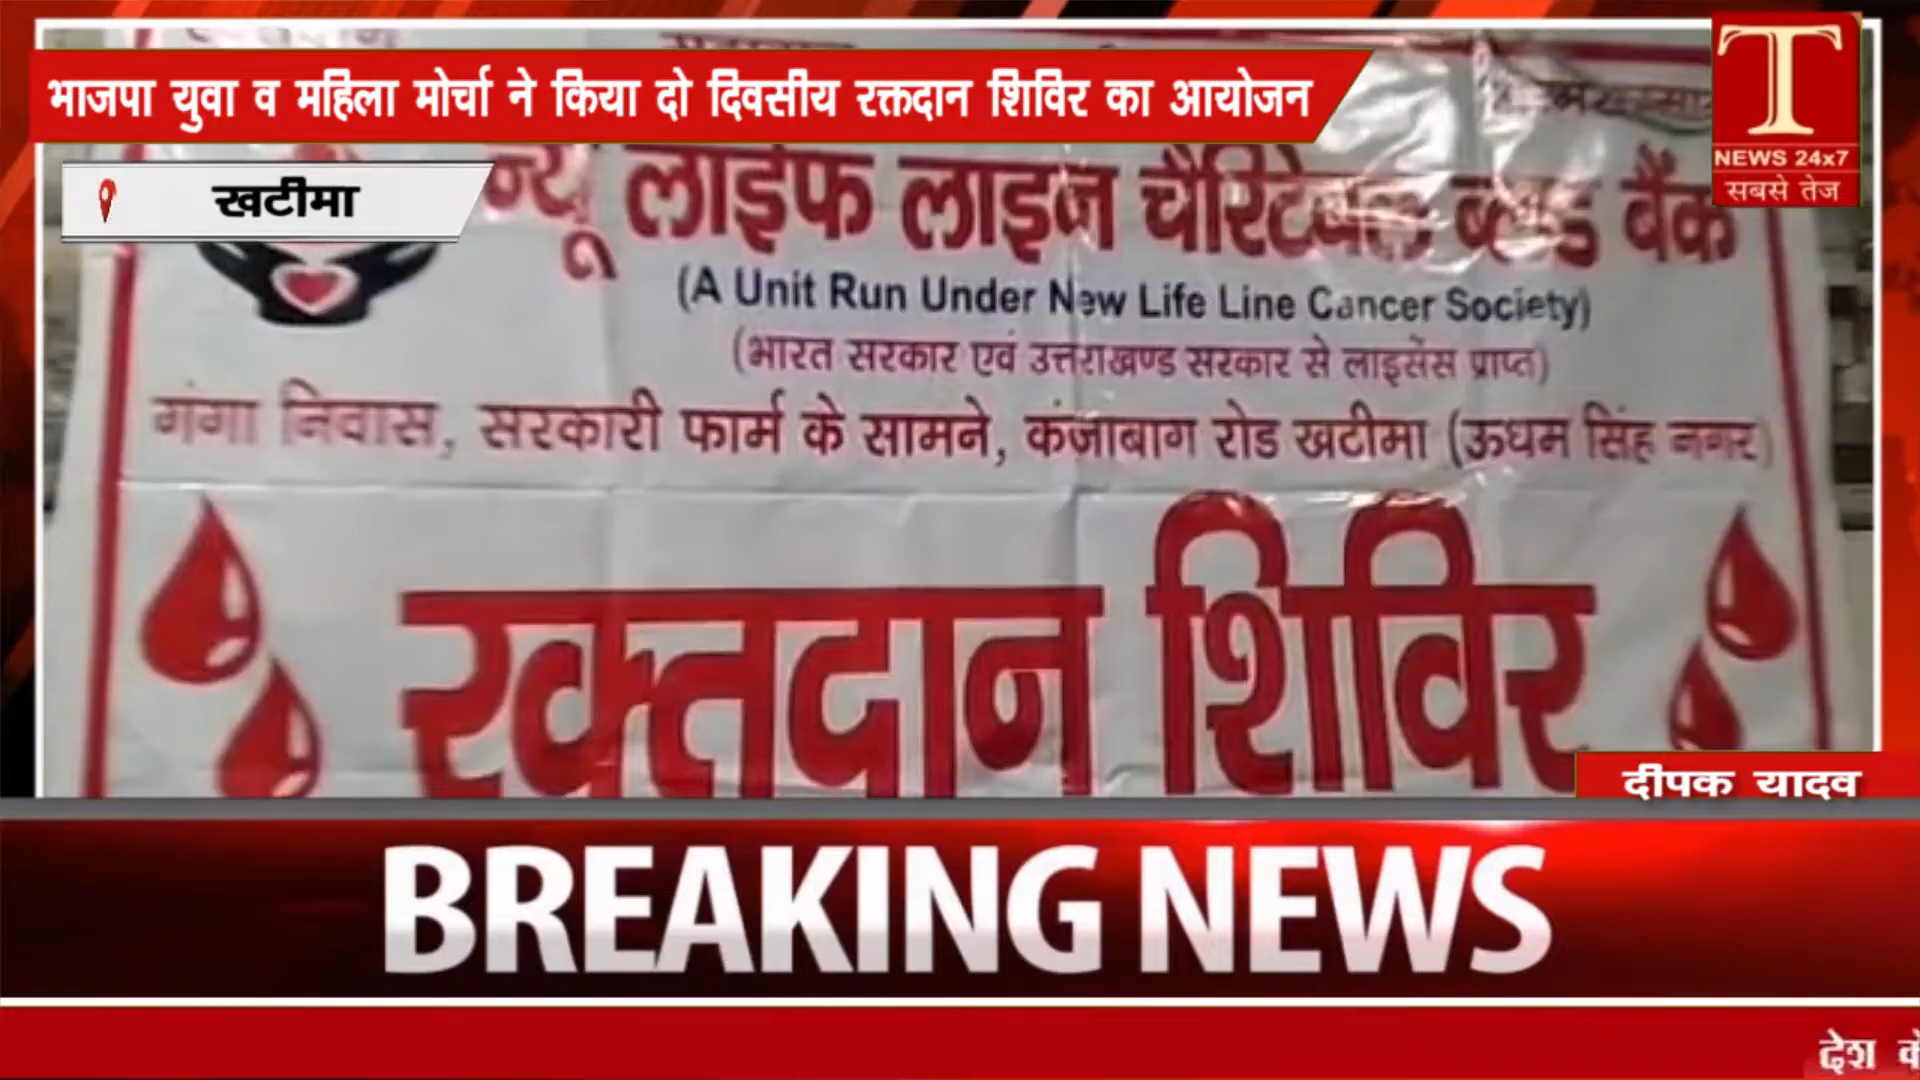 भाजपा युवा व महिला मोर्चा ने किया दो दिवसीय रक्तदान शिविर का आयोजन
T
NEWS 24x7
सबसे तेज
खटीमा
न्यू लाईफ लाइन चैरिटेबल ब्लड बैंक
(A Unit Run Under New Life Line Cancer Society)
(भारत सरकार एवं उत्तराखण्ड सरकार से लाइसेंस प्राप्त)
गंगा निवास, सरकारी फार्म के सामने, कंजाबाग रोड खटीमा (ऊधम सिंह नगर)
रक्तदान शिविर
दीपक यादव
BREAKING NEWS
देश